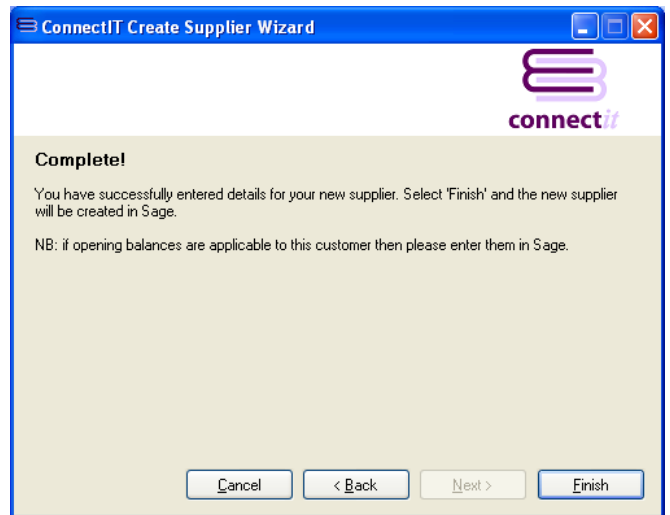 ConnectIT Create Supplier Wizard
connectit
Complete!
You have successfully entered details for your new supplier. Select 'Finish' and the new supplier
will be created in Sage.
NB: if opening balances are applicable to this customer then please enter them in Sage.
Cancel
< Back
Next >
Finish